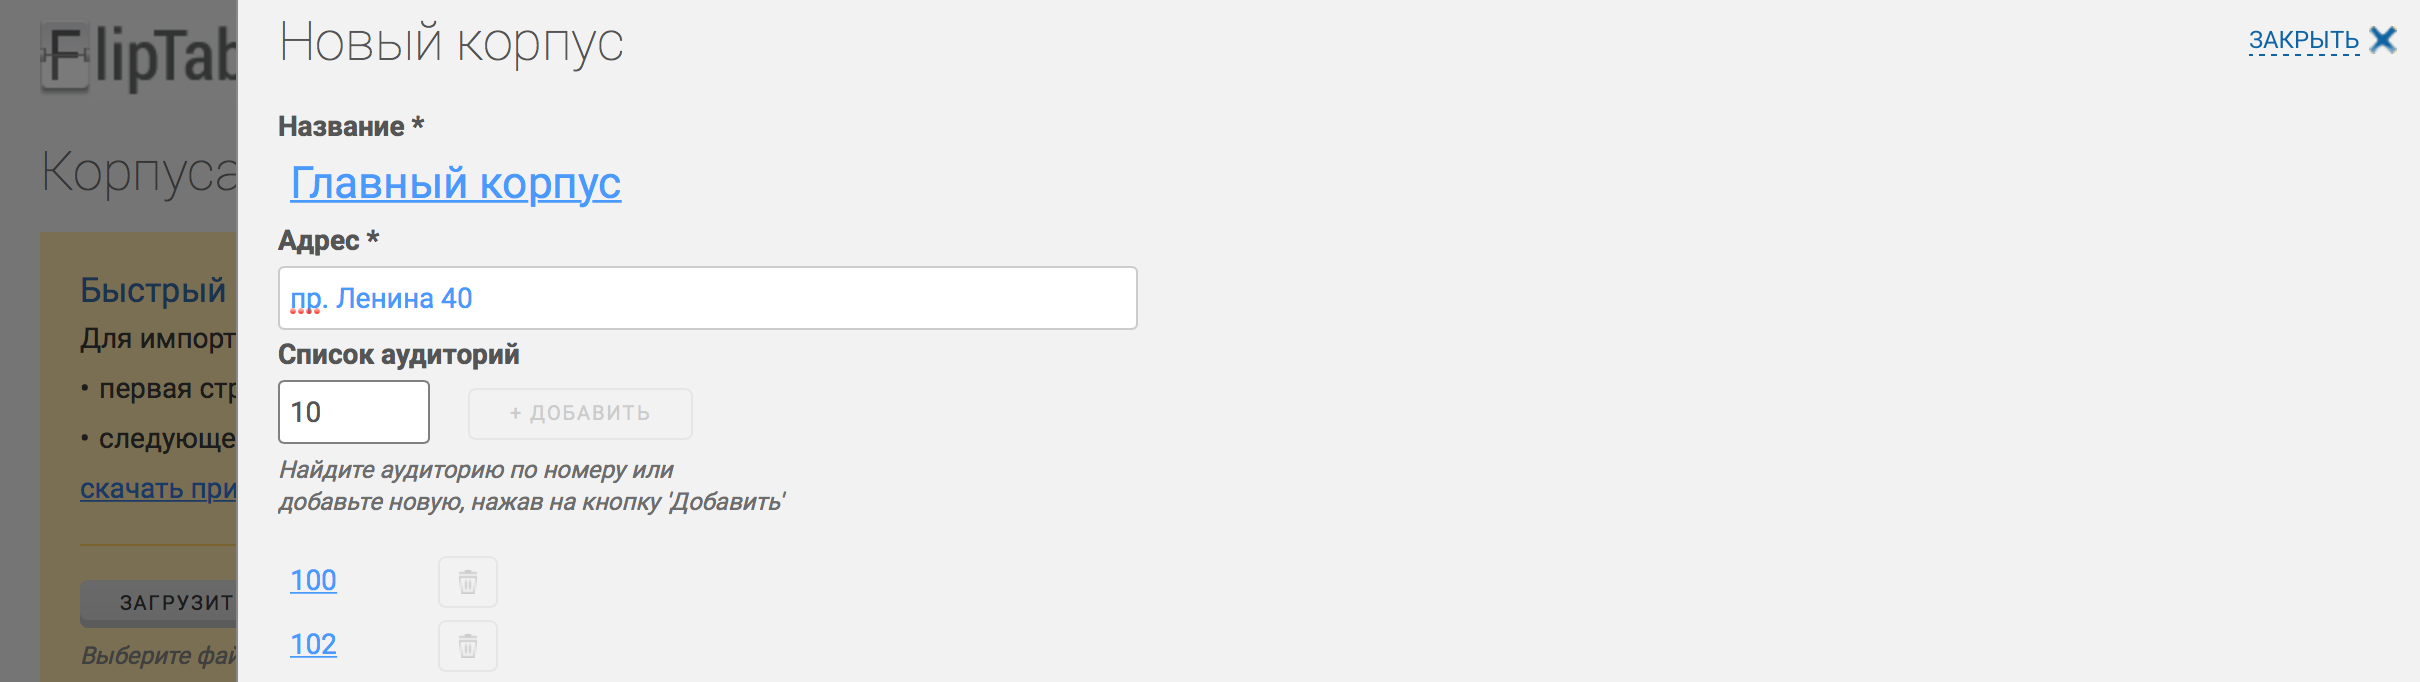 FlipTab
Корпуса
Быстрый
Для импорт
• первая стр
• следующе
скачать при
ЗАГРУЗИТ
Выберите фай
Новый корпус
ЗАКРЫТЬ
Название *
Главный корпус
Адрес *
пр. Ленина 40
Список аудиторий
10
+ ДОБАВИТЬ
Найдите аудиторию по номеру или
добавьте новую, нажав на кнопку 'Добавить'
100
102